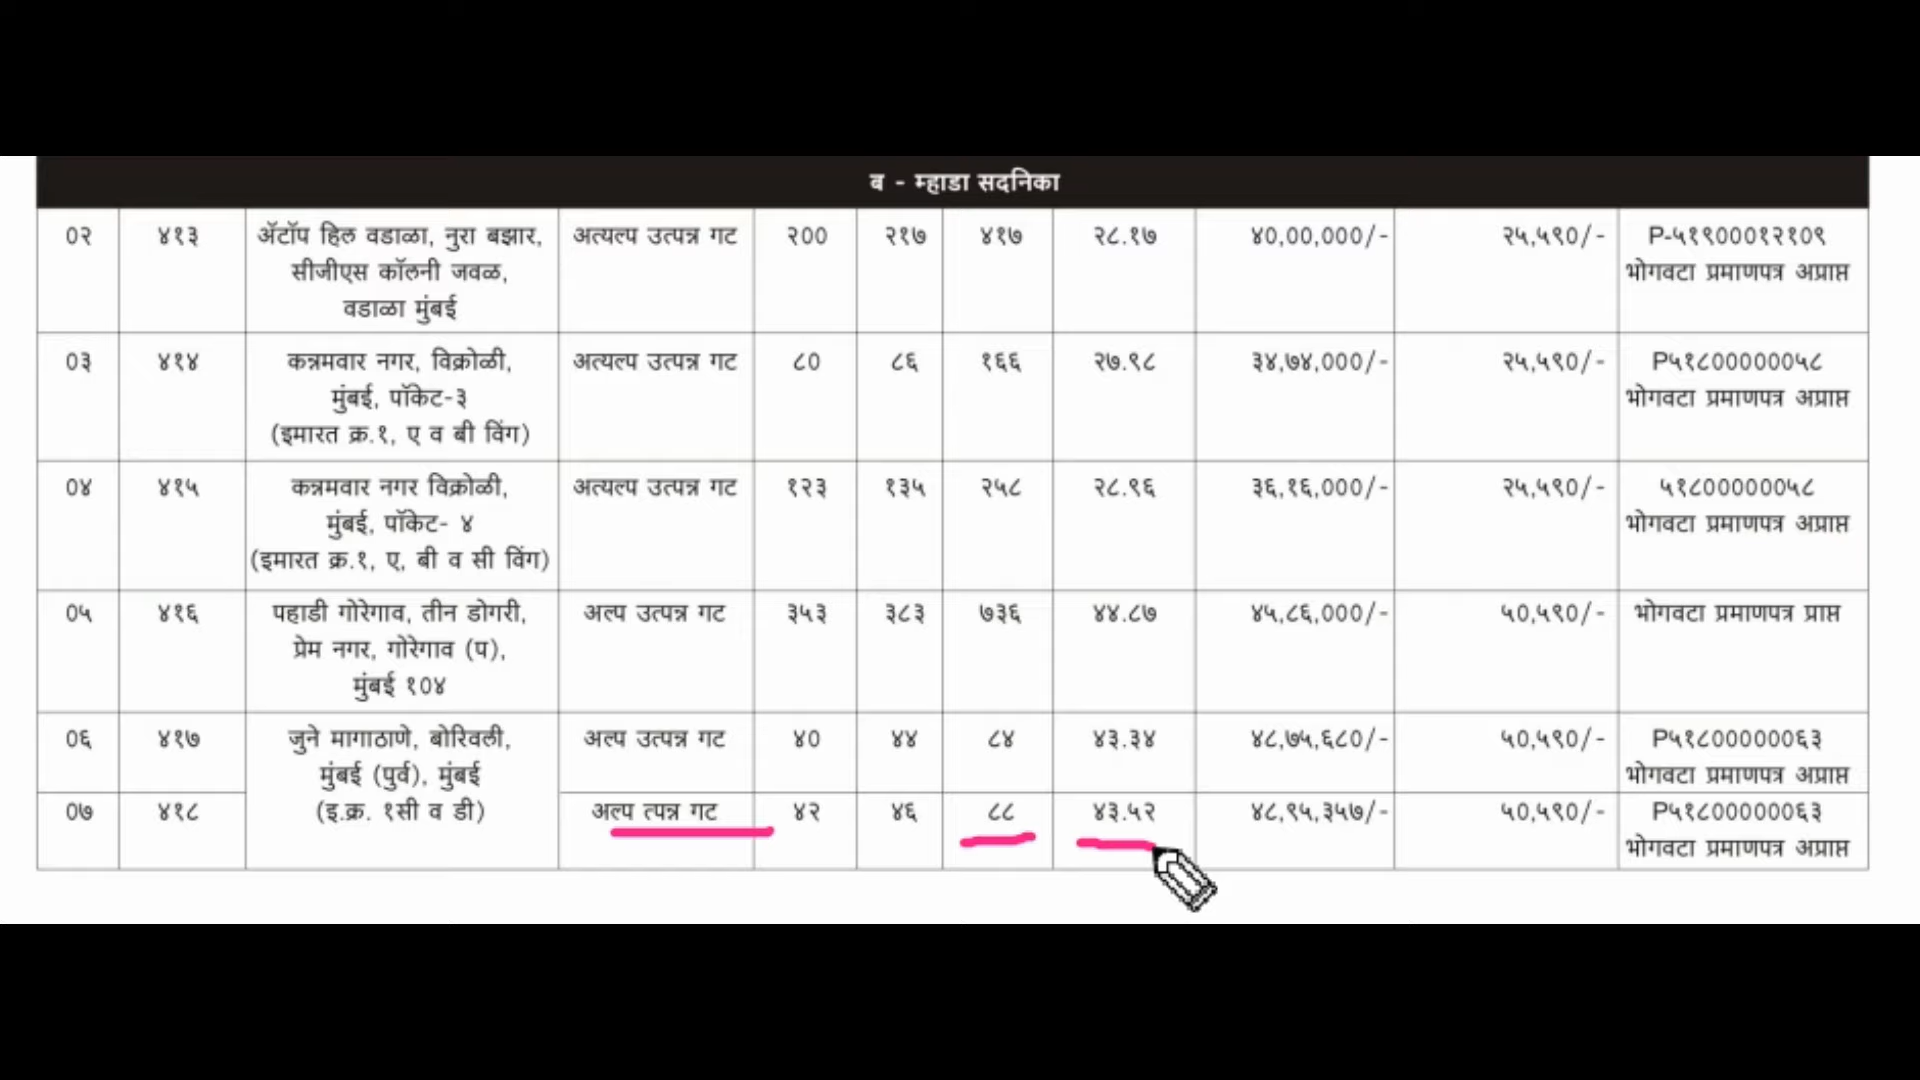 ब - म्हाडा सदनिका
०२ ४१३ अ‍ॅटॉप हिल वडाळा, नुरा बझार, अत्यल्प उत्पन्न गट २०० २१७ ४१७ २८.१७ ४०,००,०००/- २५,५९०/- P-५१९०००१२१०९
सीजीएस कॉलनी जवळ, भोगवटा प्रमाणपत्र अप्राप्त
वडाळा मुंबई
०३ ४१४ कन्नमवार नगर, विक्रोळी, अत्यल्प उत्पन्न गट ८० ८६ १६६ २७.९८ ३४,७४,०००/- २५,५९०/- P५१८००००००५८
मुंबई, पॉकेट-३ भोगवटा प्रमाणपत्र अप्राप्त
(इमारत क्र.१, ए व बी विंग)
०४ ४१५ कन्नमवार नगर विक्रोळी, अत्यल्प उत्पन्न गट १२३ १३५ २५८ २८.९६ ३६,१६,०००/- २५,५९०/- ५१८००००००५८
मुंबई, पॉकेट- ४ भोगवटा प्रमाणपत्र अप्राप्त
(इमारत क्र.१, ए, बी व सी विंग)
०५ ४१६ पहाडी गोरेगाव, तीन डोगरी, अल्प उत्पन्न गट ३५३ ३८३ ७३६ ४४.८७ ४५,८६,०००/- ५०,५९०/- भोगवटा प्रमाणपत्र प्राप्त
प्रेम नगर, गोरेगाव (प),
मुंबई १०४
०६ ४१७ जुने मागाठाणे, बोरिवली, अल्प उत्पन्न गट ४० ४४ ८४ ४३.३४ ४८,७५,६८०/- ५०,५९०/- P५१८००००००६३
मुंबई (पुर्व), मुंबई भोगवटा प्रमाणपत्र अप्राप्त
०७ ४१८ (इ.क्र. १सी व डी) अल्प त्पन्न गट ४२ ४६ ८८ ४३.५२ ४८,९५,३५७/- ५०,५९०/- P५१८००००००६३
भोगवटा प्रमाणपत्र अप्राप्त